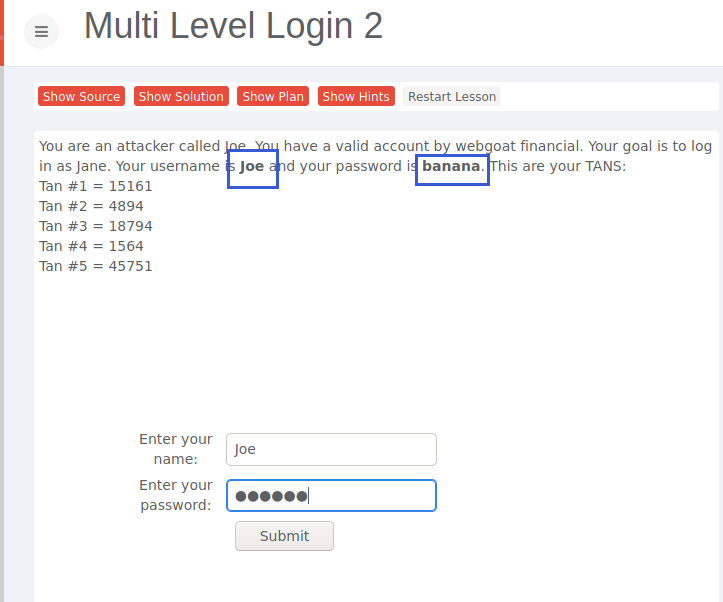 Multi Level Login 2
Show Source Show Solution Show Plan Show Hints Restart Lesson
You are an attacker called Joe. You have a valid account by webgoat financial. Your goal is to log
in as Jane. Your username is Joe and your password is banana. This are your TANS:
Tan #1 = 15161
Tan #2 = 4894
Tan #3 = 18794
Tan #4 = 1564
Tan #5 = 45751
Enter your
name:
Joe
Enter your
password:
●●●●●●
Submit